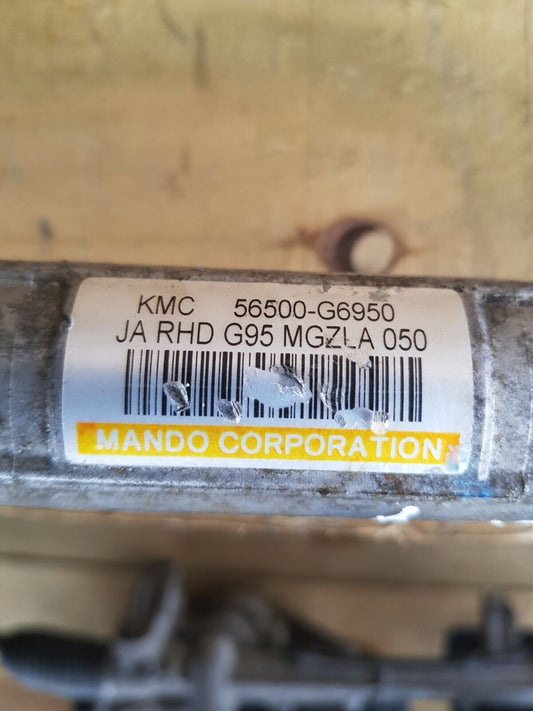 KMC 56500-G6950
JA RHD G95 MGZLA 050
MANDO CORPORATION